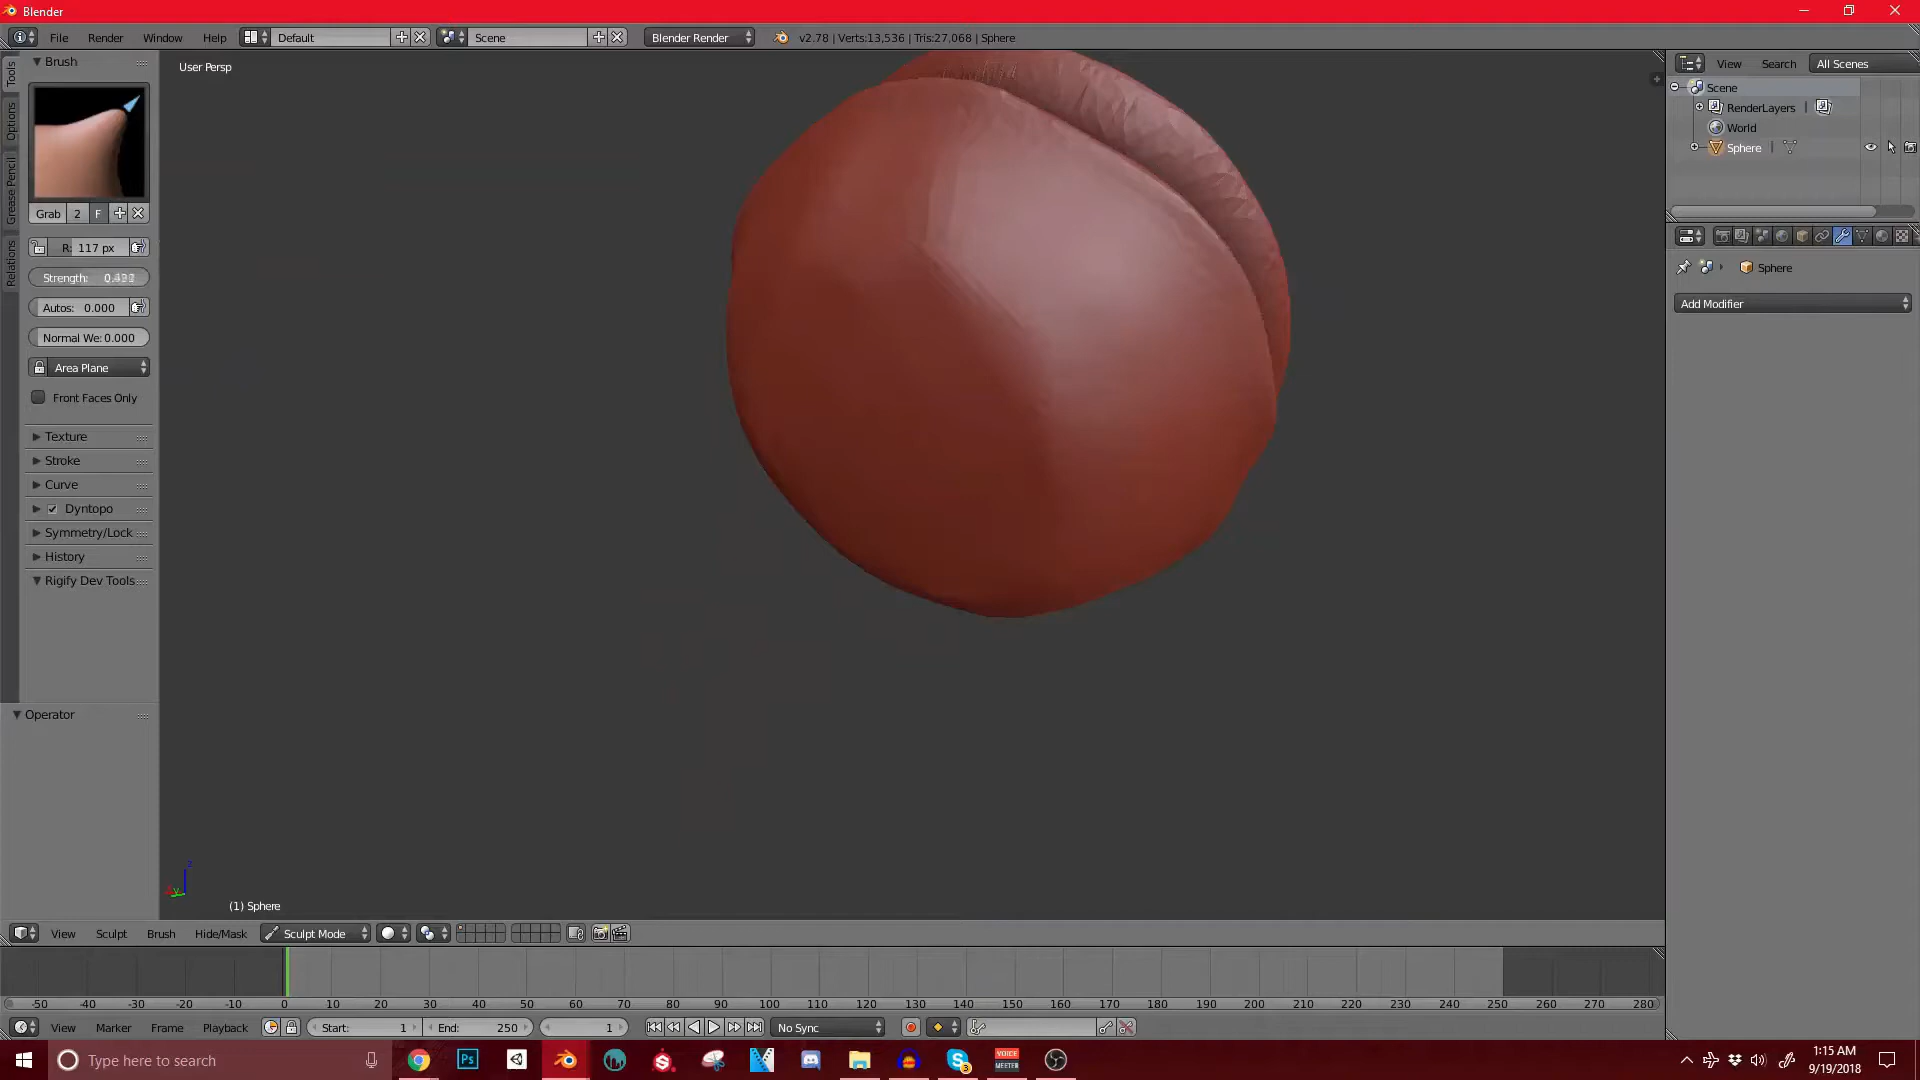 Blender
File Render Window Help Default Scene Blender Render v2.78 | Verts:13,536 | Tris:27,068 | Sphere
Brush
User Persp
View Search All Scenes
Tools
Options
Grease Pencil
Relations
Scene
RenderLayers
World
Sphere
Grab 2 F
R: 117 px
Strength:
Autos: 0.000
Normal We: 0.000
Area Plane
Front Faces Only
Texture
Stroke
Curve
Dyntopo
Symmetry/Lock
History
Rigify Dev Tools
Operator
Sphere
Add Modifier
z
y
(1) Sphere
View Sculpt Brush Hide/Mask Sculpt Mode
-50 -40 -30 -20 -10 0 10 20 30 40 50 60 70 80 90 100 110 120 130 140 150 160 170 180 190 200 210 220 230 240 250 260 270 280
View Marker Frame Playback Start: 1 End: 250 1 No Sync
Type here to search
Ps
VOICE
MEETER
3
1:15 AM
9/19/2018